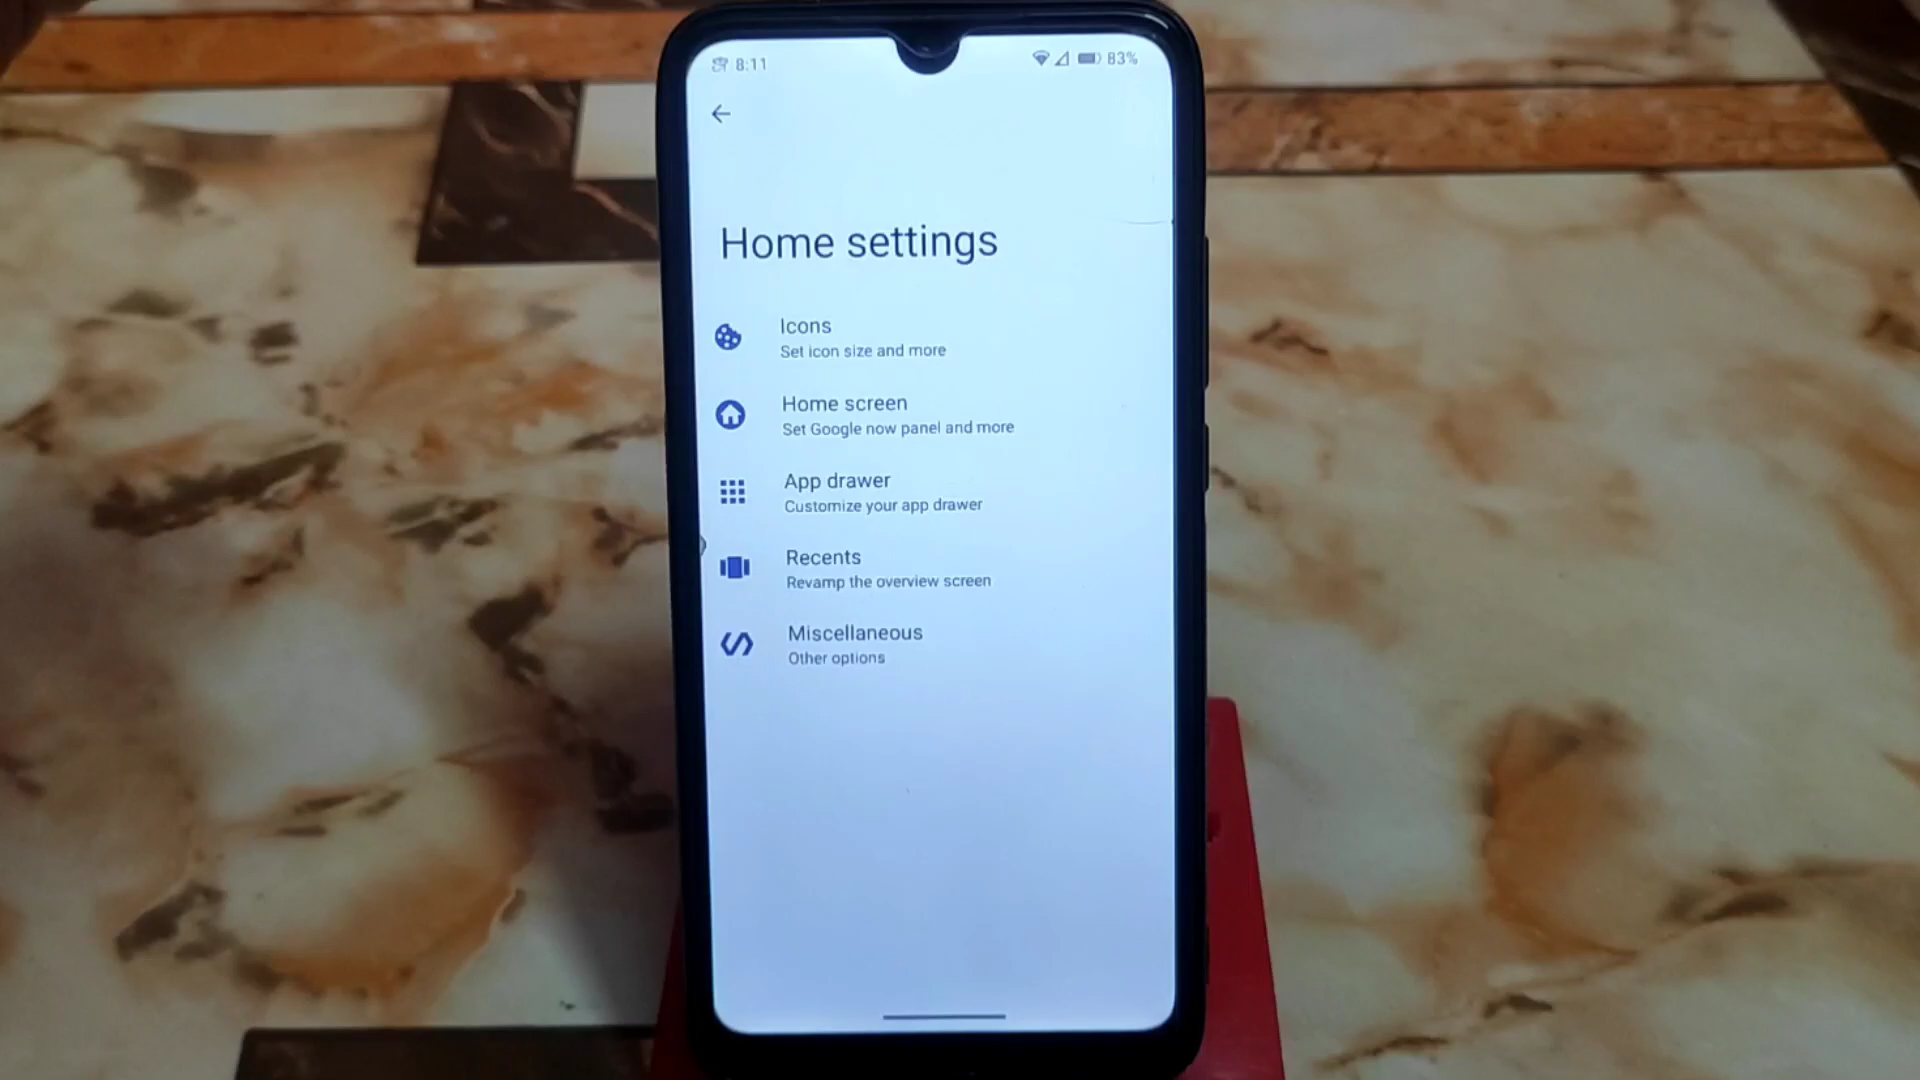 8:11
83%
Home settings
Icons
Set icon size and more
Home screen
Set Google now panel and more
App drawer
Customize your app drawer
Recents
Revamp the overview screen
Miscellaneous
Other options